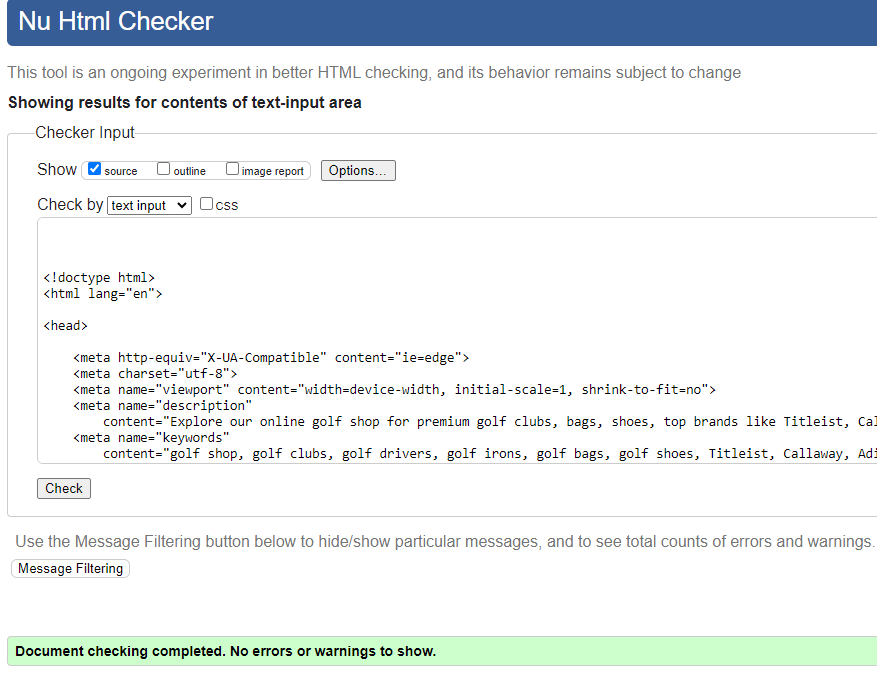 Nu Html Checker
This tool is an ongoing experiment in better HTML checking, and its behavior remains subject to change
Showing results for contents of text-input area
Checker Input
Show source outline image report Options...
Check by text input css
<!doctype html>
<html lang="en">
<head>
<meta http-equiv="X-UA-Compatible" content="ie=edge">
<meta charset="utf-8">
<meta name="viewport" content="width=device-width, initial-scale=1, shrink-to-fit=no">
<meta name="description"
content="Explore our online golf shop for premium golf clubs, bags, shoes, top brands like Titleist, Cal
<meta name="keywords"
content="golf shop, golf clubs, golf drivers, golf irons, golf bags, golf shoes, Titleist, Callaway, Adi
Check
Use the Message Filtering button below to hide/show particular messages, and to see total counts of errors and warnings.
Message Filtering
Document checking completed. No errors or warnings to show.